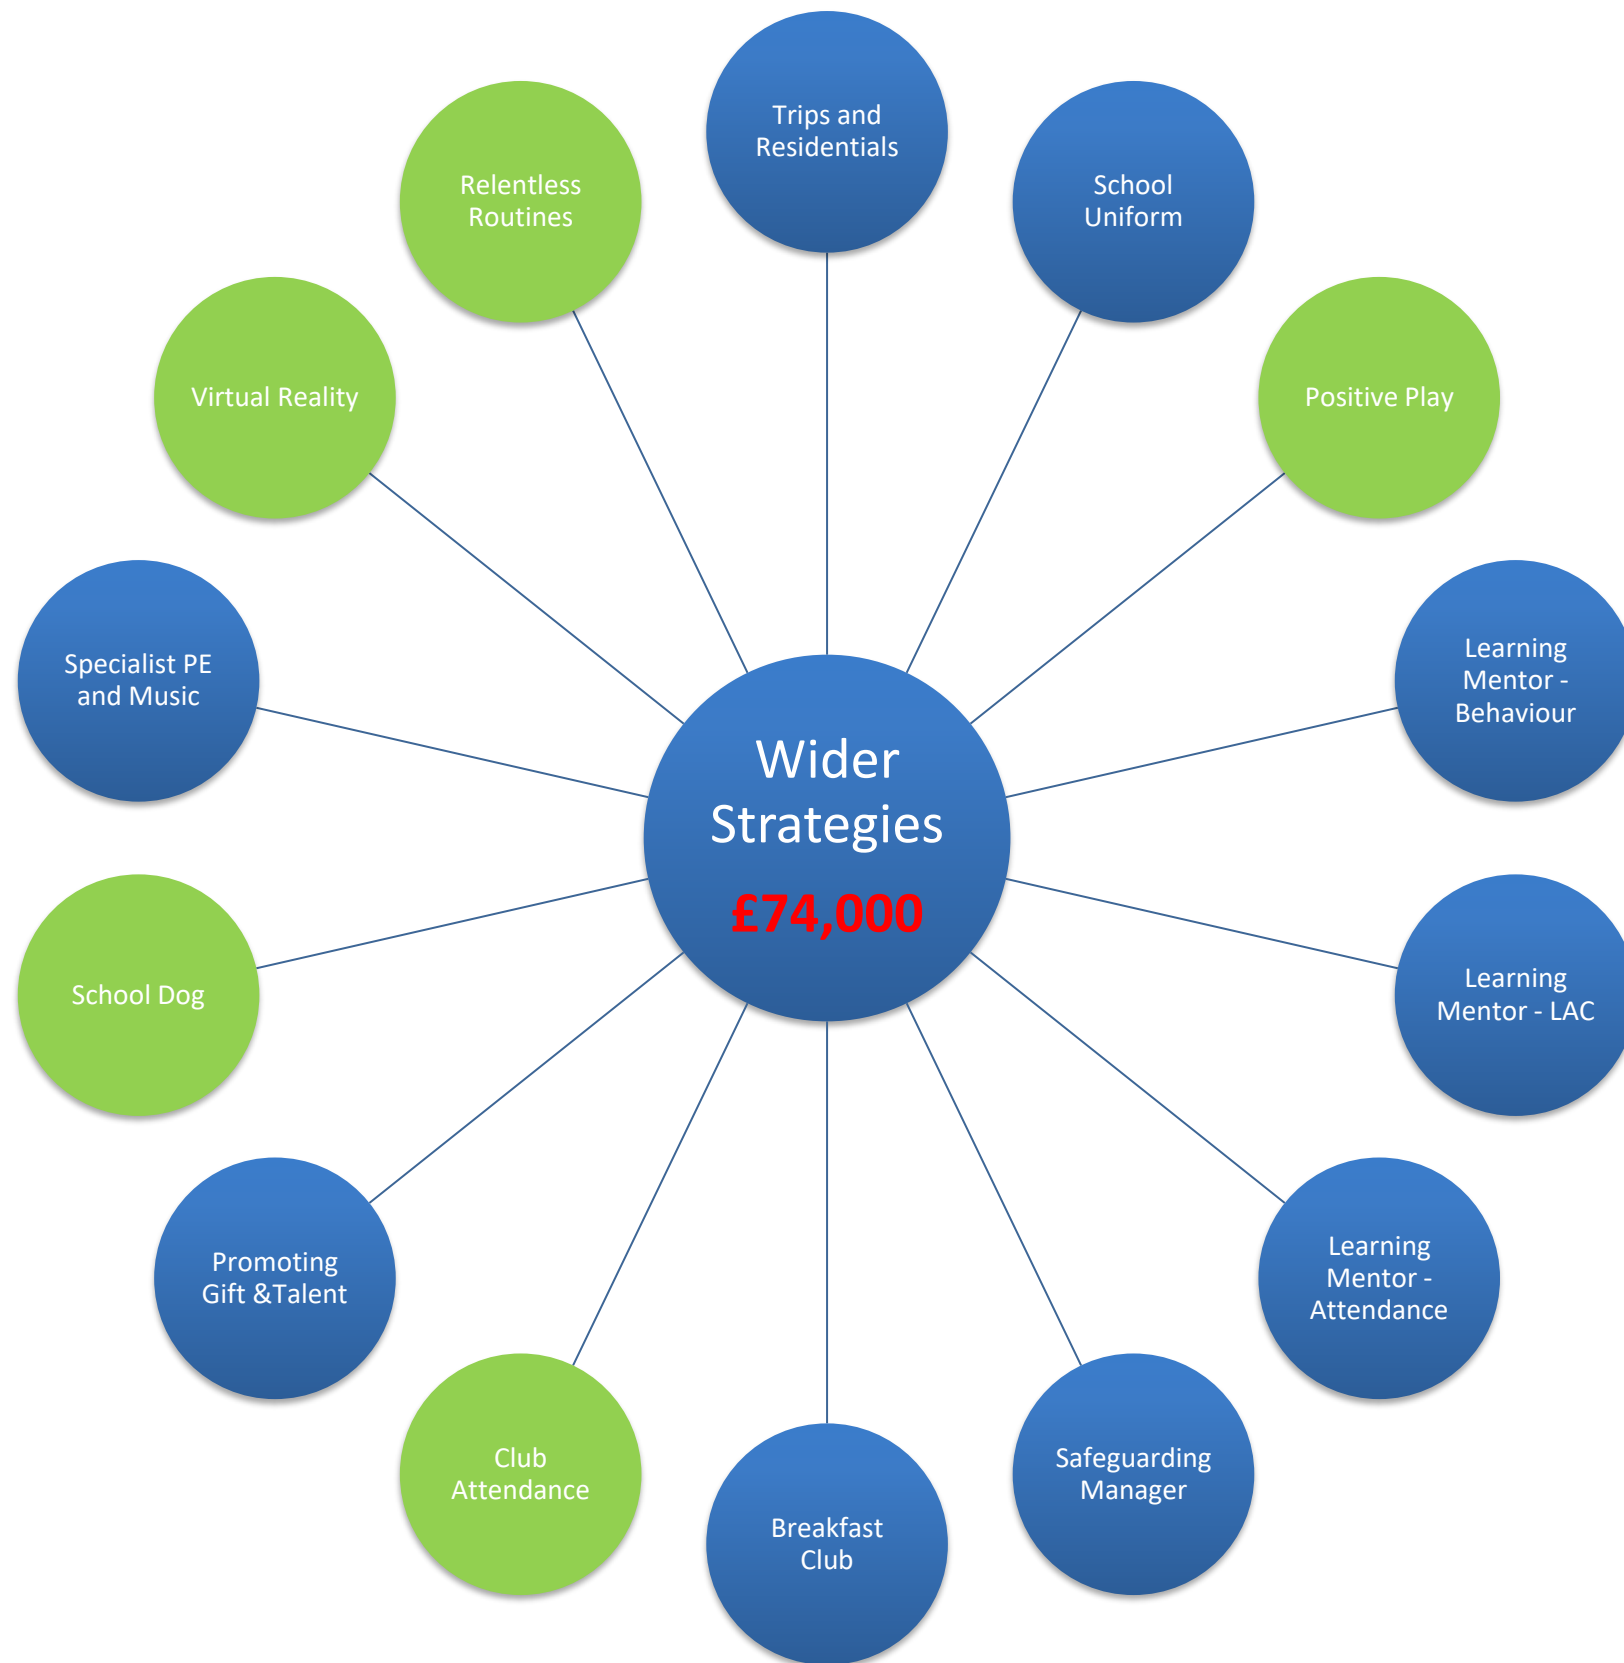 Trips and
Residentials
School
Uniform
Positive Play
Learning
Mentor -
Behaviour
Learning
Mentor - LAC
Learning
Mentor -
Attendance
Safeguarding
Manager
Breakfast
Club
Club
Attendance
Promoting
Gift &Talent
School Dog
Specialist PE
and Music
Virtual Reality
Relentless
Routines
Wider
Strategies
£74,000